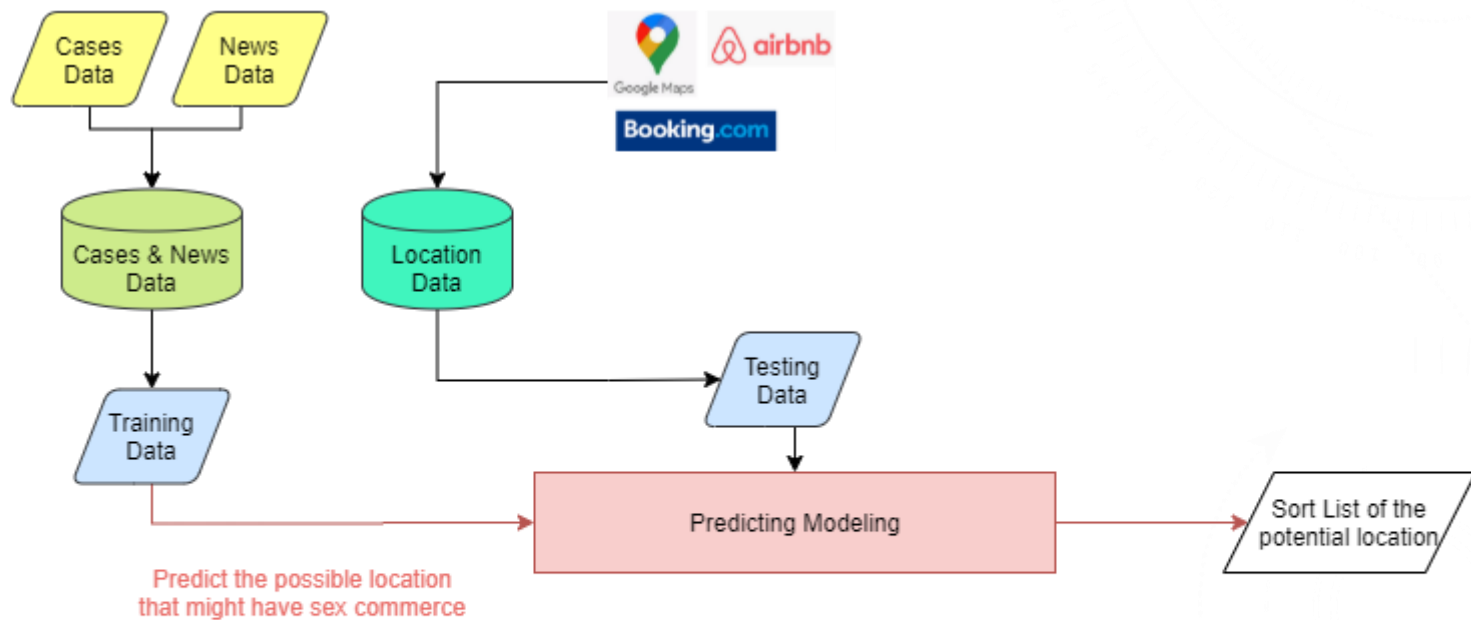 Cases
Data
News
Data
Google Maps
airbnb
Booking.com
Cases & News
Data
Location
Data
Training
Data
Testing
Data
Predicting Modeling
Sort List of the
potential location
Predict the possible location
that might have sex commerce